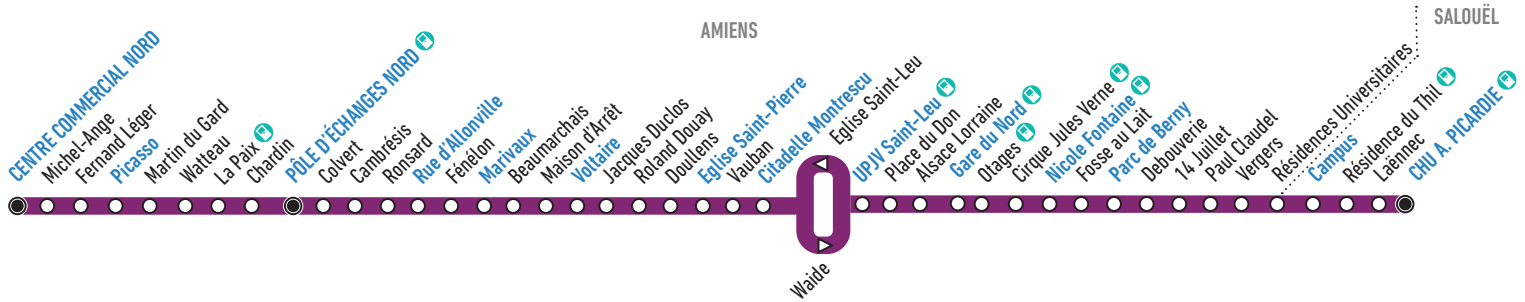 AMIENS
SALOUËL
CENTRE COMMERCIAL NORD
Michel-Ange
Fernand Léger
Picasso
Martin du Gard
Watteau
La Paix
Chardin
PÔLE D'ÉCHANGES NORD
Colvert
Cambrésis
Ronsard
Rue d'Allonville
Fénélon
Marivaux
Beaumarchais
Maison d'Arrêt
Voltaire
Jacques Duclos
Roland Douay
Doullens
Eglise Saint-Pierre
Vauban
Citadelle Montrescu
Eglise Saint-Leu
Waide
UPJV Saint-Leu
Place du Don
Alsace Lorraine
Gare du Nord
Otages
Cirque Jules Verne
Nicole Fontaine
Fosse au Lait
Parc de Berny
Debouverie
14 Juillet
Paul Claudel
Vergers
Résidences Universitaires
Campus
Résidence du Thil
Laënnec
CHU A. PICARDIE